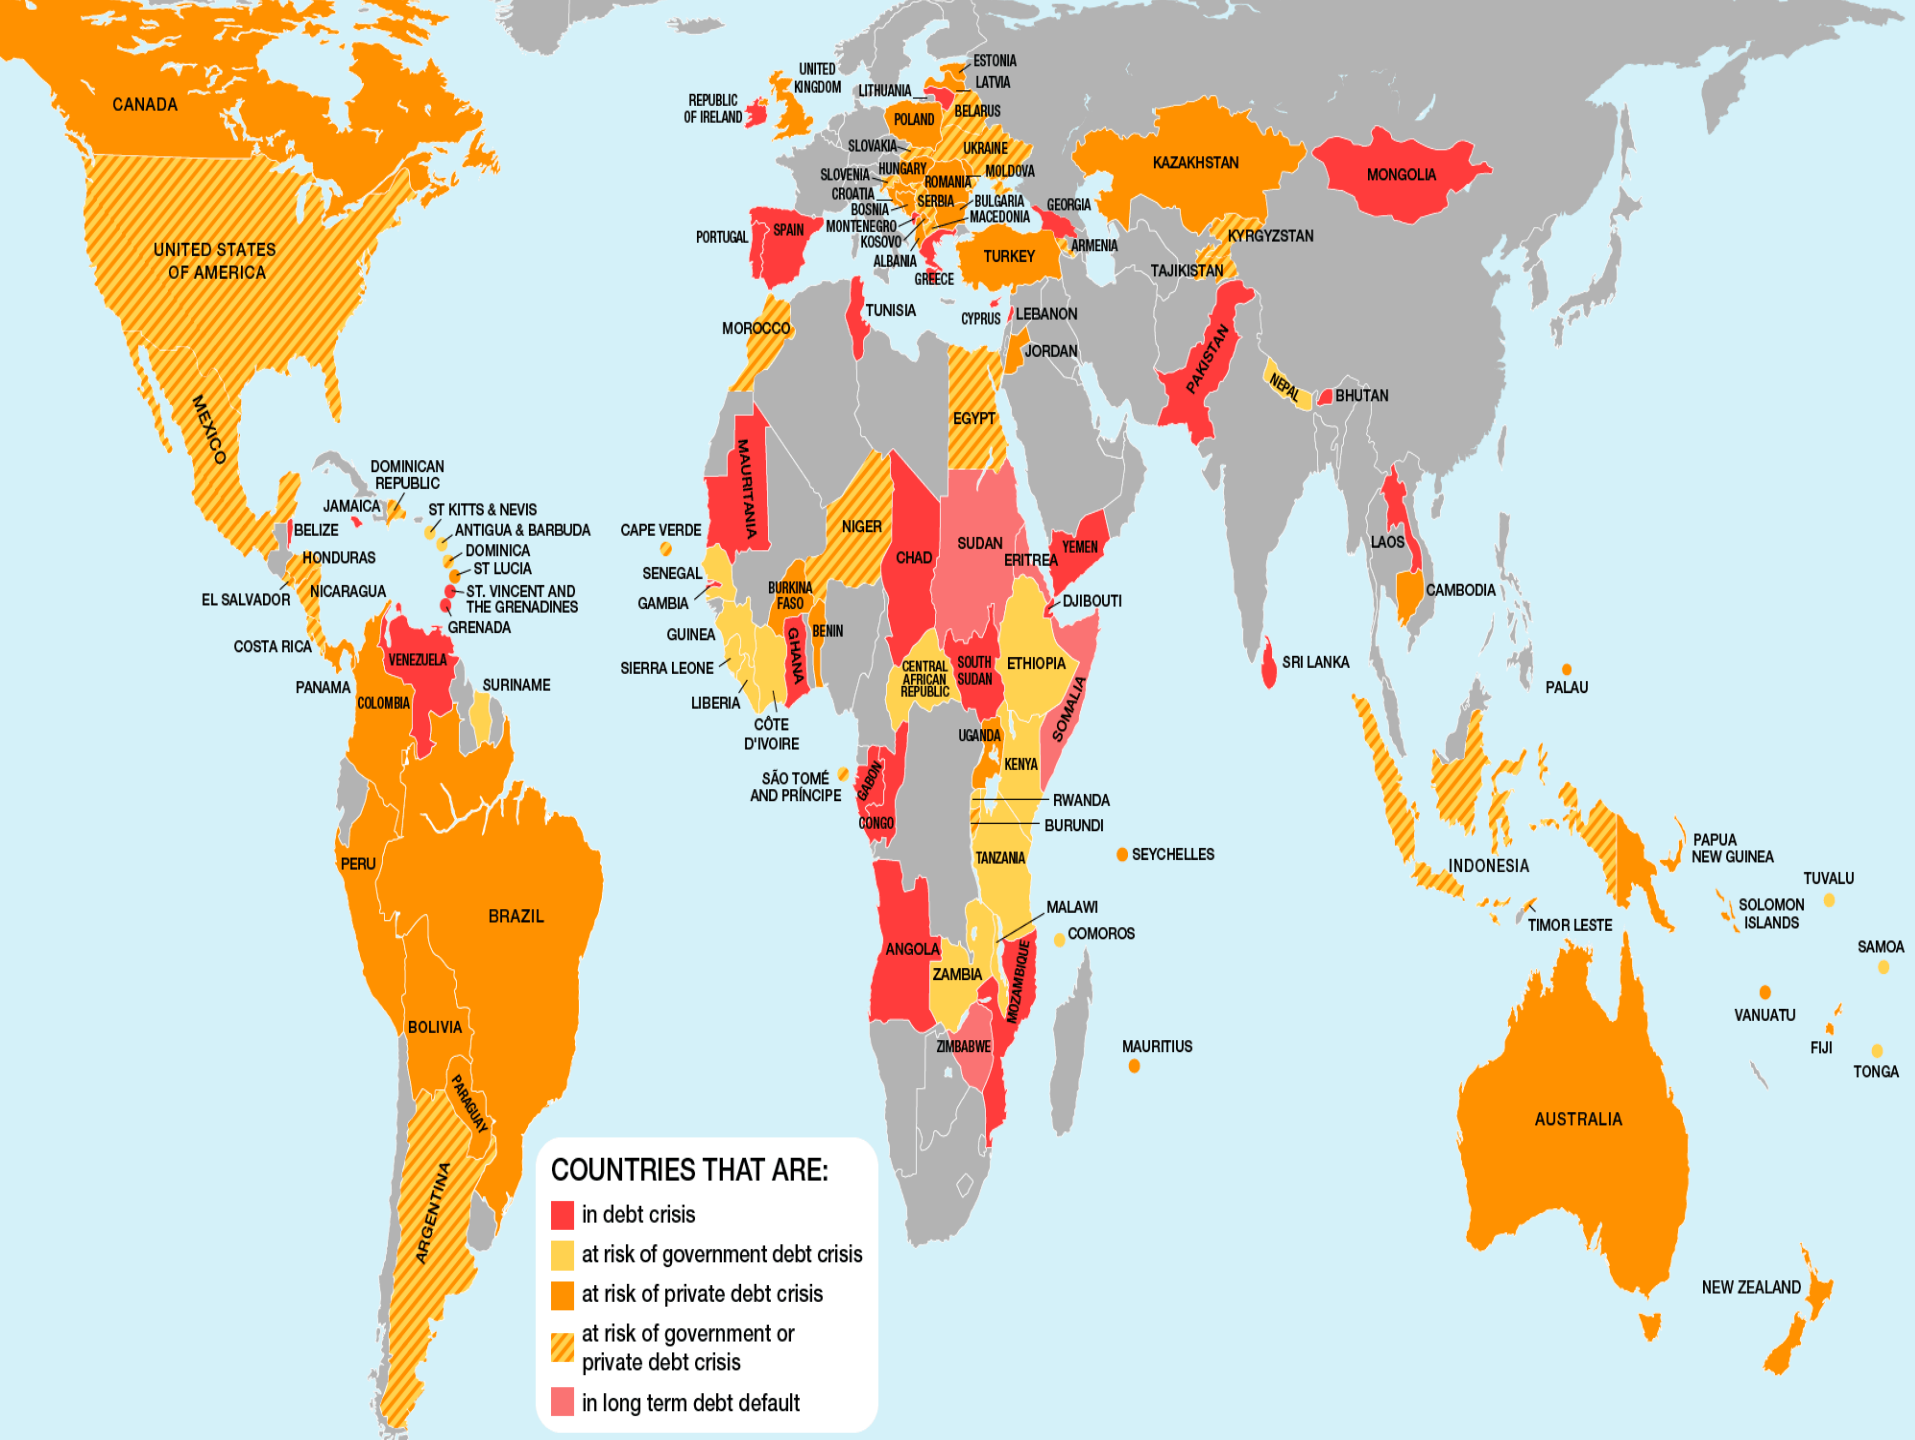 CANADA
UNITED STATES
OF AMERICA
MEXICO
DOMINICAN
REPUBLIC
JAMAICA
BELIZE
HONDURAS
EL SALVADOR
NICARAGUA
COSTA RICA
PANAMA
ST KITTS & NEVIS
ANTIGUA & BARBUDA
DOMINICA
ST LUCIA
ST. VINCENT AND
THE GRENADINES
GRENADA
VENEZUELA
COLOMBIA
SURINAME
PERU
BRAZIL
BOLIVIA
PARAGUAY
ARGENTINA
UNITED
KINGDOM
REPUBLIC
OF IRELAND
ESTONIA
LATVIA
LITHUANIA
BELARUS
POLAND
UKRAINE
SLOVAKIA
HUNGARY
MOLDOVA
SLOVENIA
ROMANIA
CROATIA
SERBIA
BULGARIA
BOSNIA
MACEDONIA
MONTENEGRO
KOSOVO
ALBANIA
GREECE
PORTUGAL
SPAIN
TURKEY
GEORGIA
ARMENIA
CYPRUS
LEBANON
JORDAN
KAZAKHSTAN
KYRGYZSTAN
TAJIKISTAN
MONGOLIA
PAKISTAN
NEPAL
BHUTAN
LAOS
CAMBODIA
SRI LANKA
MOROCCO
TUNISIA
EGYPT
MAURITANIA
CAPE VERDE
SENEGAL
GAMBIA
GUINEA
SIERRA LEONE
LIBERIA
CÔTE
D'IVOIRE
BURKINA
FASO
GHANA
BENIN
NIGER
CHAD
SUDAN
ERITREA
YEMEN
DJIBOUTI
CENTRAL
AFRICAN
REPUBLIC
SOUTH
SUDAN
ETHIOPIA
SOMALIA
SÃO TOMÉ
AND PRÍNCIPE
GABON
CONGO
UGANDA
KENYA
RWANDA
BURUNDI
TANZANIA
SEYCHELLES
MALAWI
COMOROS
ANGOLA
ZAMBIA
MOZAMBIQUE
ZIMBABWE
MAURITIUS
PALAU
INDONESIA
TIMOR LESTE
PAPUA
NEW GUINEA
SOLOMON
ISLANDS
TUVALU
SAMOA
VANUATU
FIJI
TONGA
AUSTRALIA
NEW ZEALAND
COUNTRIES THAT ARE:
in debt crisis
at risk of government debt crisis
at risk of private debt crisis
at risk of government or
private debt crisis
in long term debt default